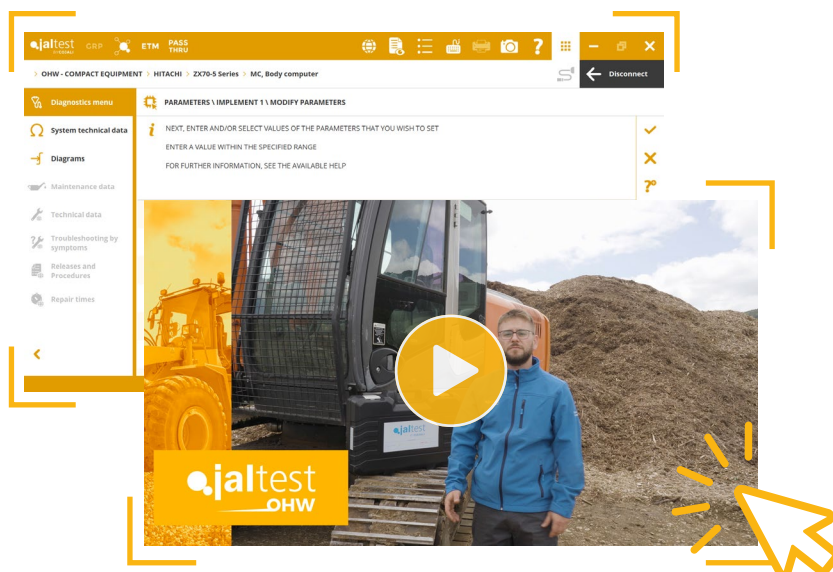 jaltest
GRP
ETM
PASS
THRU
?
> OHW - COMPACT EQUIPMENT > HITACHI > ZX70-5 Series > MC, Body computer
Disconnect
Diagnostics menu
PARAMETERS \ IMPLEMENT 1 \ MODIFY PARAMETERS
System technical data
Diagrams
Maintenance data
Technical data
Troubleshooting by
symptoms
Releases and
Procedures
Repair times
NEXT, ENTER AND/OR SELECT VALUES OF THE PARAMETERS THAT YOU WISH TO SET
ENTER A VALUE WITHIN THE SPECIFIED RANGE
FOR FURTHER INFORMATION, SEE THE AVAILABLE HELP
jaltest
jaltest
OHW